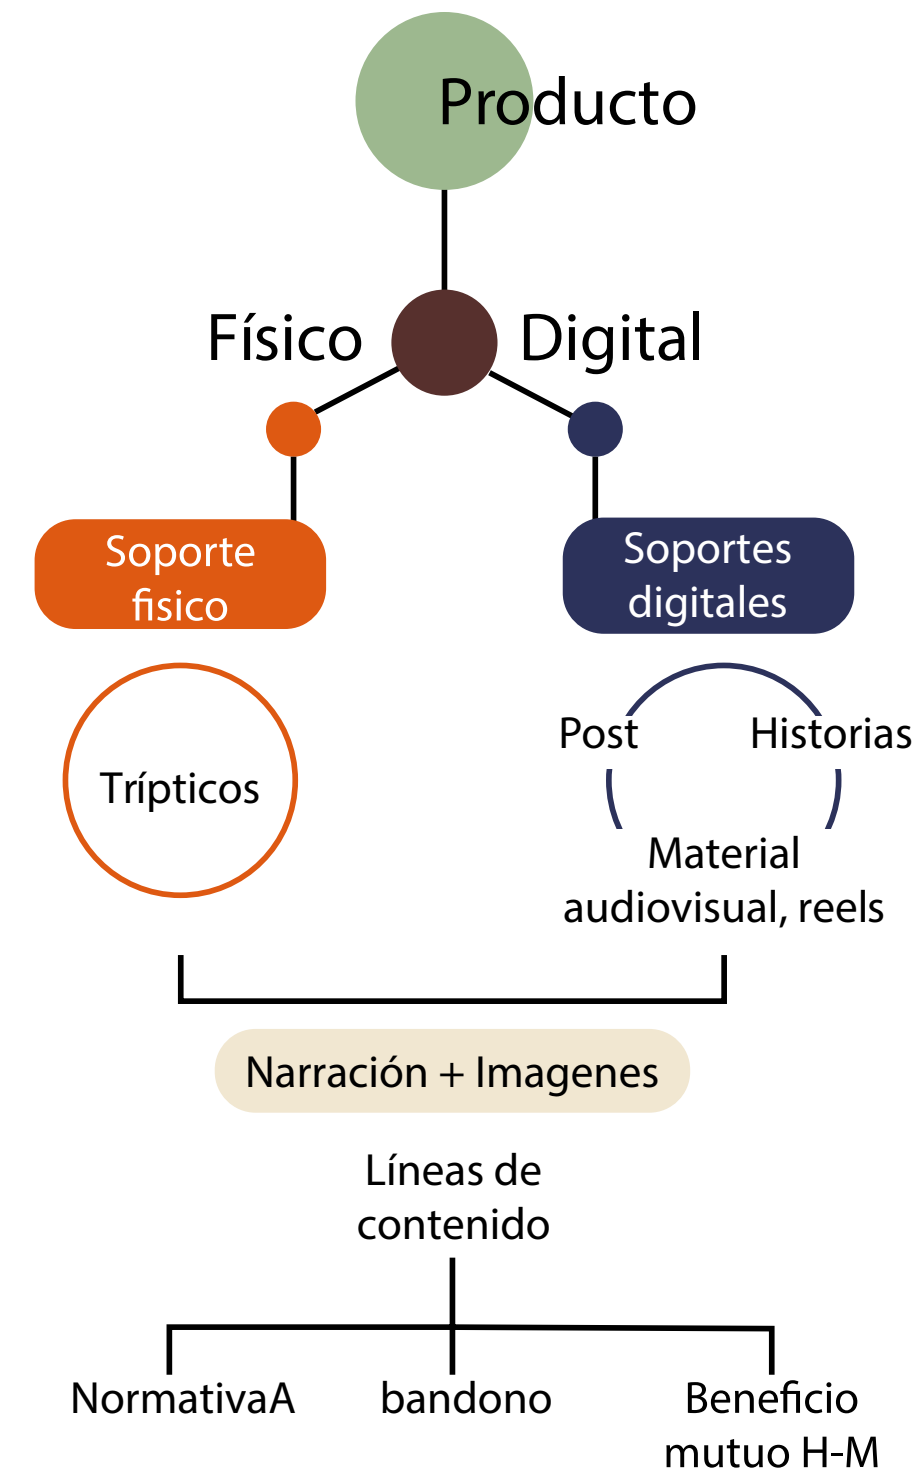 Producto
Físico
Digital
Soporte
fisico
Soportes
digitales
Trípticos
Post
Historias
Material
audiovisual, reels
Narración + Imagenes
Líneas de
contenido
NormativaA
bandono
Beneficio
mutuo H-M